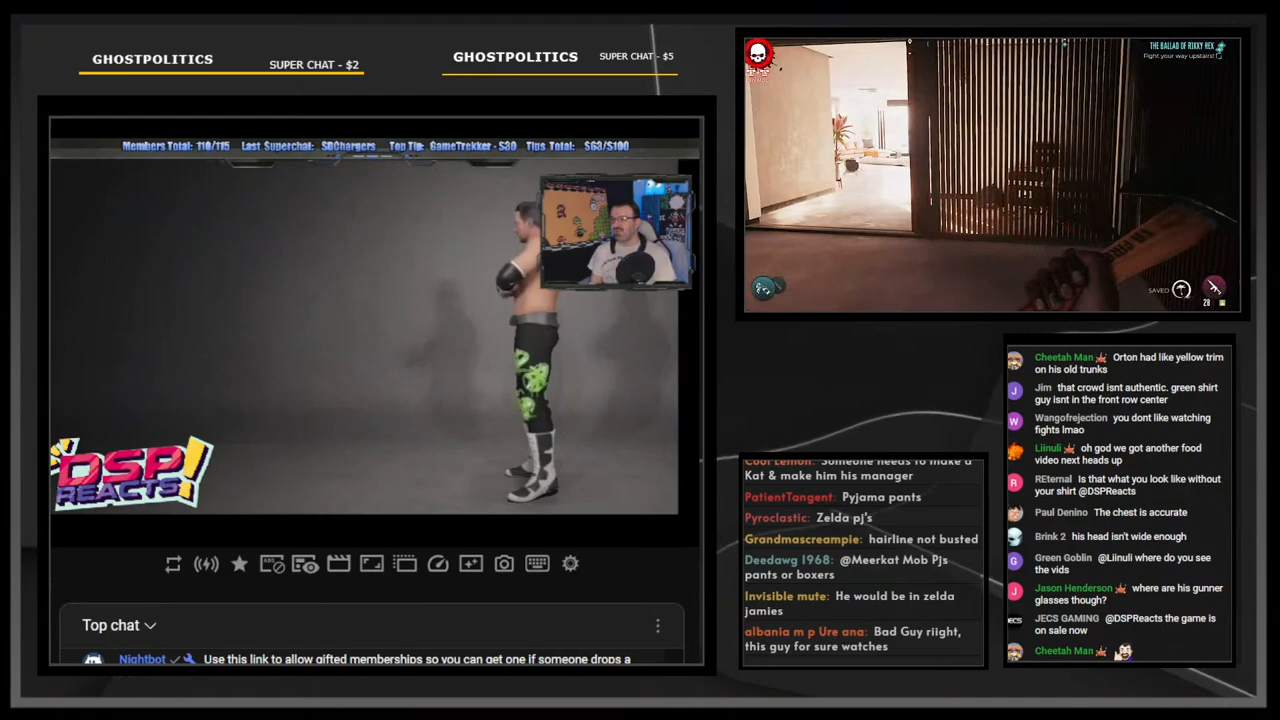 GHOSTPOLITICS
SUPER CHAT - $2
GHOSTPOLITICS
SUPER CHAT - $5
Members Total: 110/115 Last Superchat: SDChargers Top Tip: GameTrekker - $30 Tips Total: $63/$100
DSP
REACTS!
Top chat
Nightbot Use this link to allow gifted memberships so you can get one if someone drops a
THE BALLAD OF RIKKY REX
Fight your way upstairs!
SAVED
28
Cool Lemon: Someone needs to make a
Kat & make him his manager
PatientTangent: Pyjama pants
Pyroclastic: Zelda pj's
Grandmascreampie: hairline not busted
Deedawg 1968: @Meerkat Mob Pjs
pants or boxers
Invisible mute: He would be in zelda
jamies
albania m p Ure ana: Bad Guy riight,
this guy for sure watches
Cheetah Man Orton had like yellow trim
on his old trunks
J Jim that crowd isnt authentic. green shirt
guy isnt in the front row center
W Wangofrejection you dont like watching
fights lmao
Liinuli oh god we got another food
video next heads up
R REternal Is that what you look like without
your shirt @DSPReacts
Paul Denino The chest is accurate
Brink 2 his head isnt wide enough
G Green Goblin @Liinuli where do you see
the vids
J Jason Henderson where are his gunner
glasses though?
JECS JECS GAMING @DSPReacts the game is
on sale now
Cheetah Man